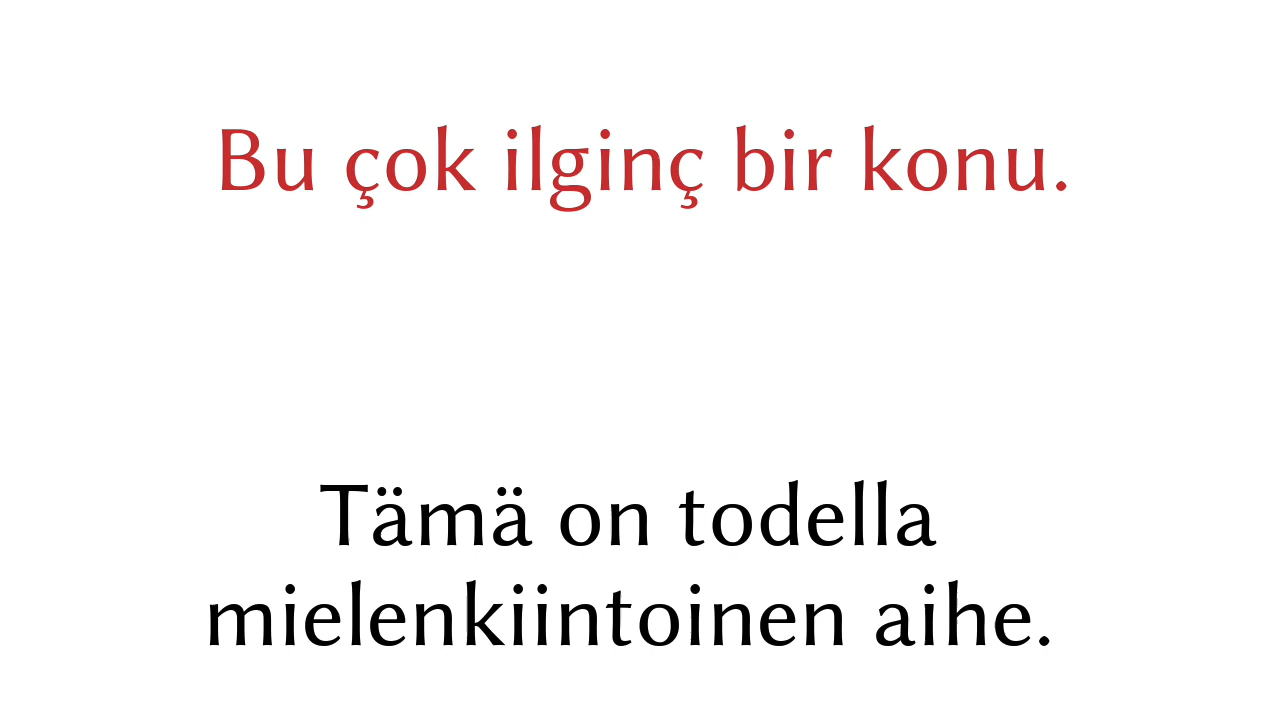 Bu çok ilginç bir konu.
Tämä on todella
mielenkiintoinen aihe.